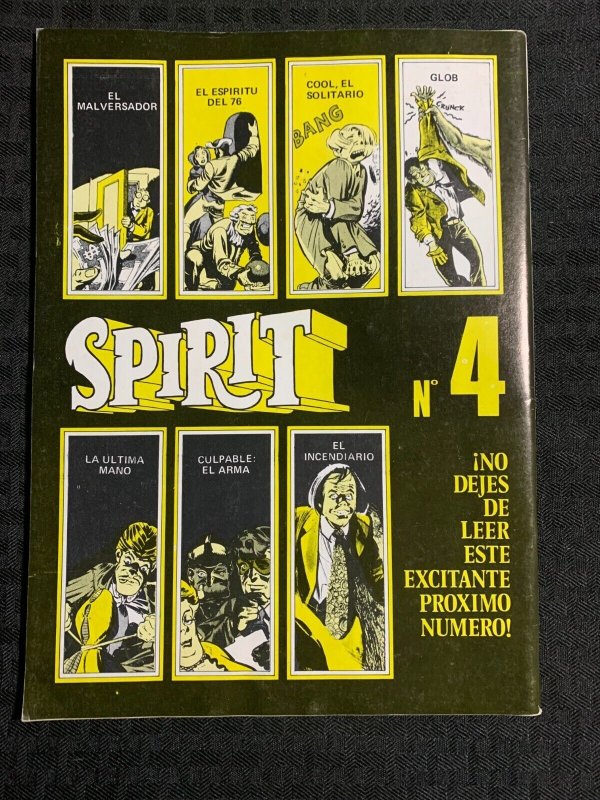 EL
MALVERSADOR
EL ESPIRITU
DEL 76
COOL, EL
SOLITARIO
BANG
GLOB
CRUNCK
SPIRIT
Nº 4
LA ULTIMA
MANO
CULPABLE:
EL ARMA
EL
INCENDIARIO
¡NO
DEJES
DE
LEER
ESTE
EXCITANTE
PROXIMO
NUMERO!